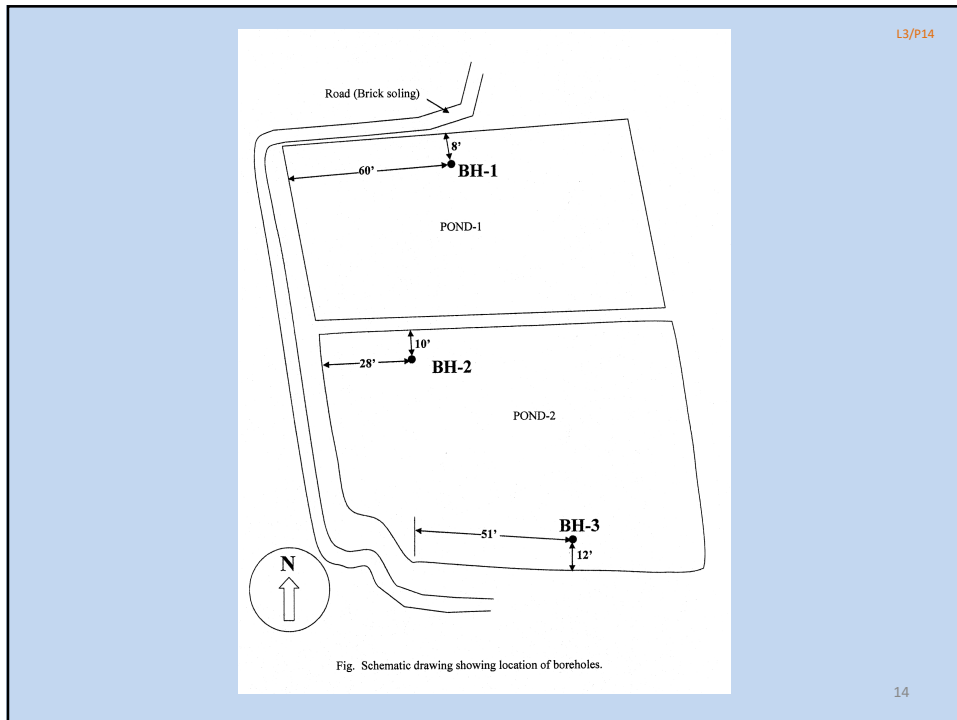 L3/P14
Road (Brick soling)
8’
60’
BH-1
POND-1
10’
28’
BH-2
POND-2
BH-3
51’
12’
N
Fig. Schematic drawing showing location of boreholes.
14